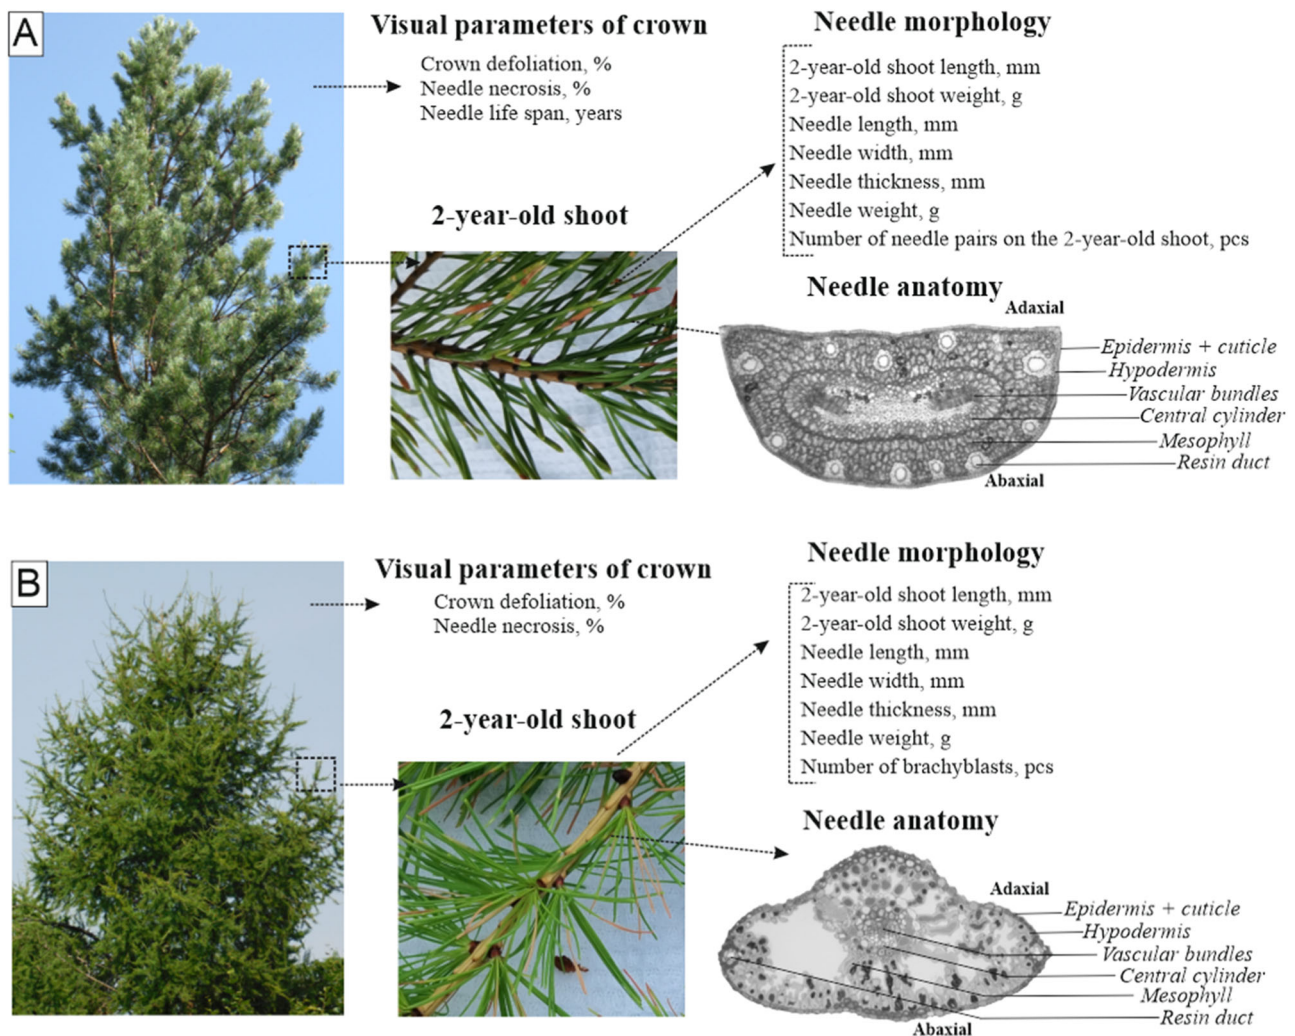 A
Visual parameters of crown
Crown defoliation, %
Needle necrosis, %
Needle life span, years
Needle morphology
2-year-old shoot length, mm
2-year-old shoot weight, g
Needle length, mm
Needle width, mm
Needle thickness, mm
Needle weight, g
Number of needle pairs on the 2-year-old shoot, pcs
2-year-old shoot
Needle anatomy
Adaxial
Epidermis + cuticle
Hypodermis
Vascular bundles
Central cylinder
Mesophyll
Resin duct
Abaxial
B
Visual parameters of crown
Crown defoliation, %
Needle necrosis, %
Needle morphology
2-year-old shoot length, mm
2-year-old shoot weight, g
Needle length, mm
Needle width, mm
Needle thickness, mm
Needle weight, g
Number of brachyblasts, pcs
2-year-old shoot
Needle anatomy
Adaxial
Epidermis + cuticle
Hypodermis
Vascular bundles
Central cylinder
Mesophyll
Resin duct
Abaxial